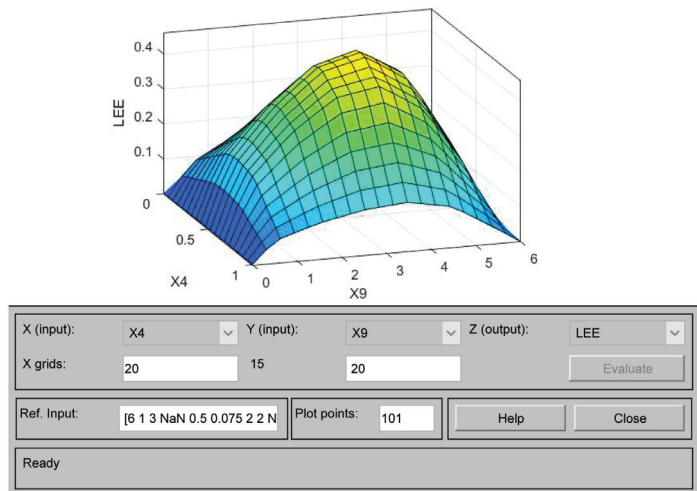 0.4
0.3
LEE
0.2
0.1
0
0.5
1
X4
0
1
2
3
4
5
6
X9
X (input):
X4
Y (input):
X9
Z (output):
LEE
X grids:
20
15
20
Evaluate
Ref. Input:
[6 1 3 NaN 0.5 0.075 2 2 N
Plot points:
101
Help
Close
Ready